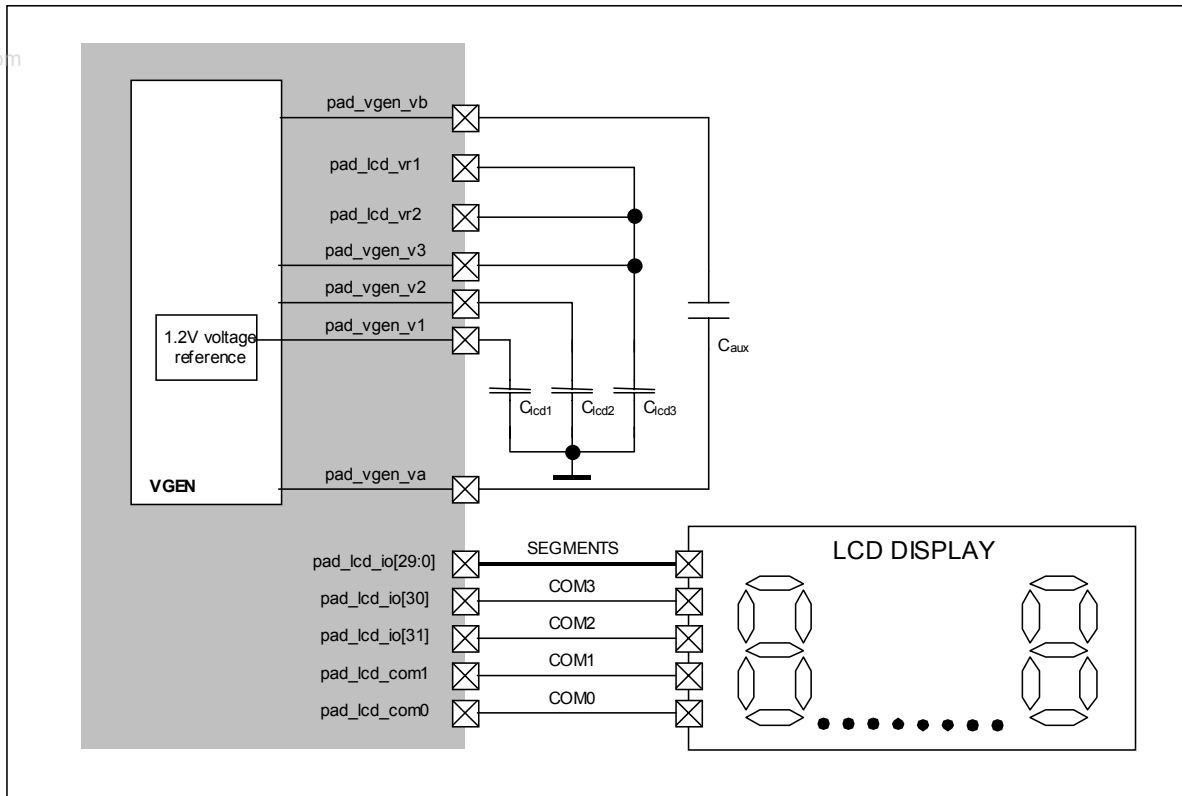 om
pad_vgen_vb
pad_lcd_vr1
pad_lcd_vr2
pad_vgen_v3
pad_vgen_v2
pad_vgen_v1
1.2V voltage
reference
Caux
Clcd1
Clcd2
Clcd3
pad_vgen_va
VGEN
pad_lcd_io[29:0]
SEGMENTS
LCD DISPLAY
pad_lcd_io[30]
COM3
pad_lcd_io[31]
COM2
pad_lcd_com1
COM1
pad_lcd_com0
COM0